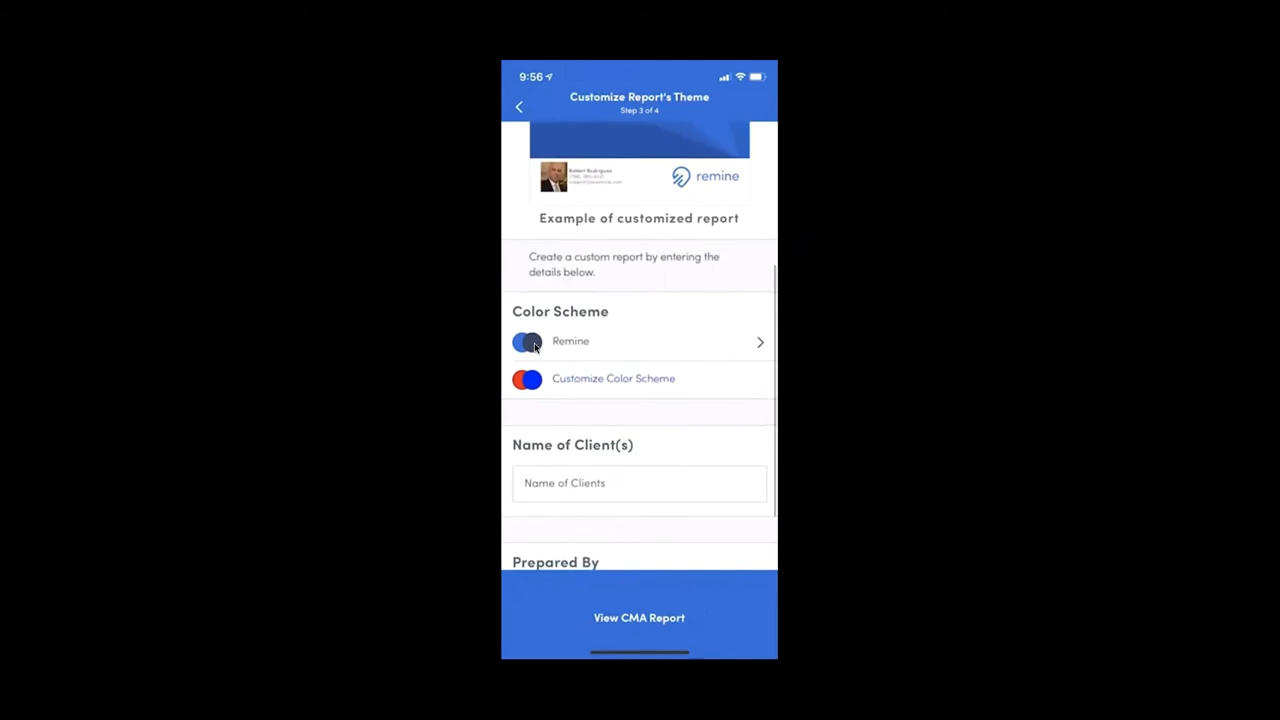 9:56
Customize Report's Theme
Step 3 of 4
Robert Rodriguez
remine
Example of customized report
Create a custom report by entering the
details below.
Color Scheme
Remine
Customize Color Scheme
Name of Client(s)
Name of Clients
Prepared By
View CMA Report